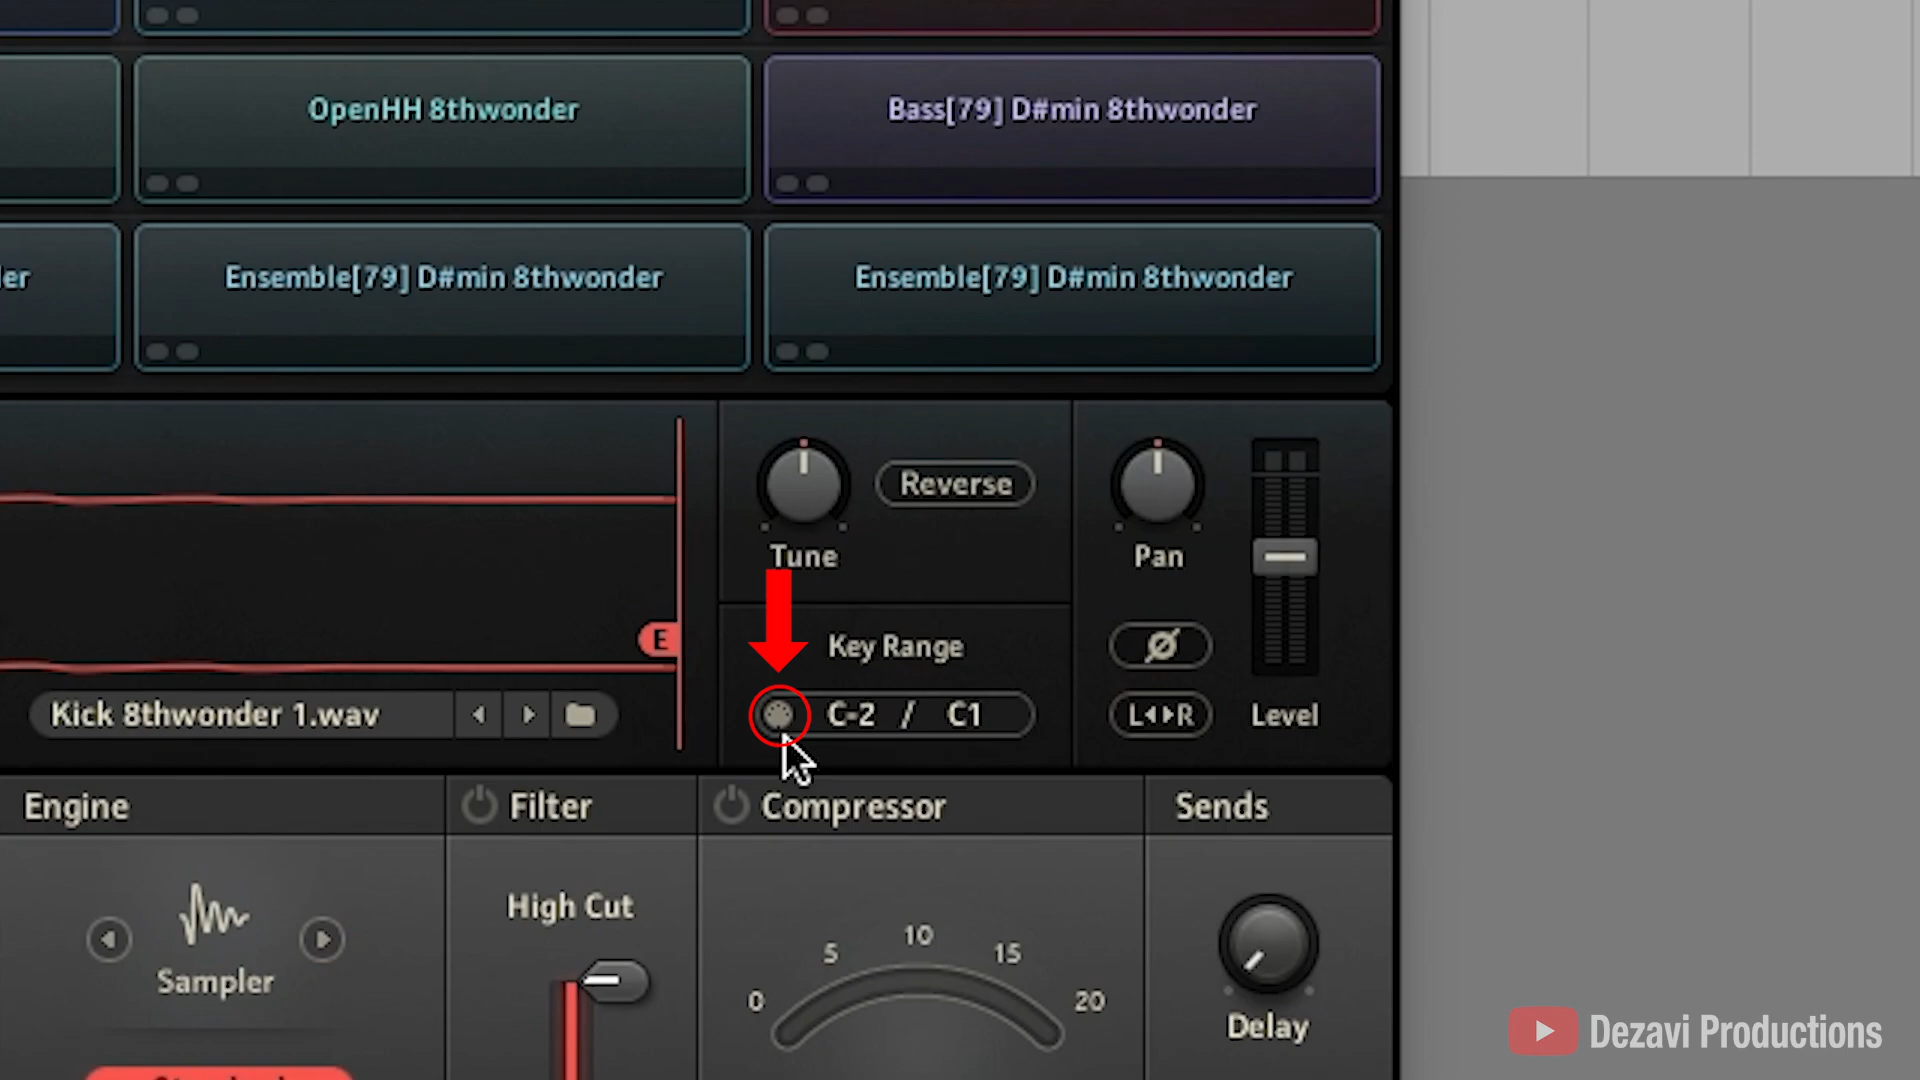 OpenHH 8thwonder
Bass[79] D#min 8thwonder
er
Ensemble[79] D#min 8thwonder
Ensemble[79] D#min 8thwonder
Reverse
Tune
Pan
E
Key Range
Kick 8thwonder 1.wav
C-2 / C1
L R
Level
Engine
Filter
Compressor
Sends
High Cut
Sampler
0
5
10
15
20
Delay
Dezavi Productions